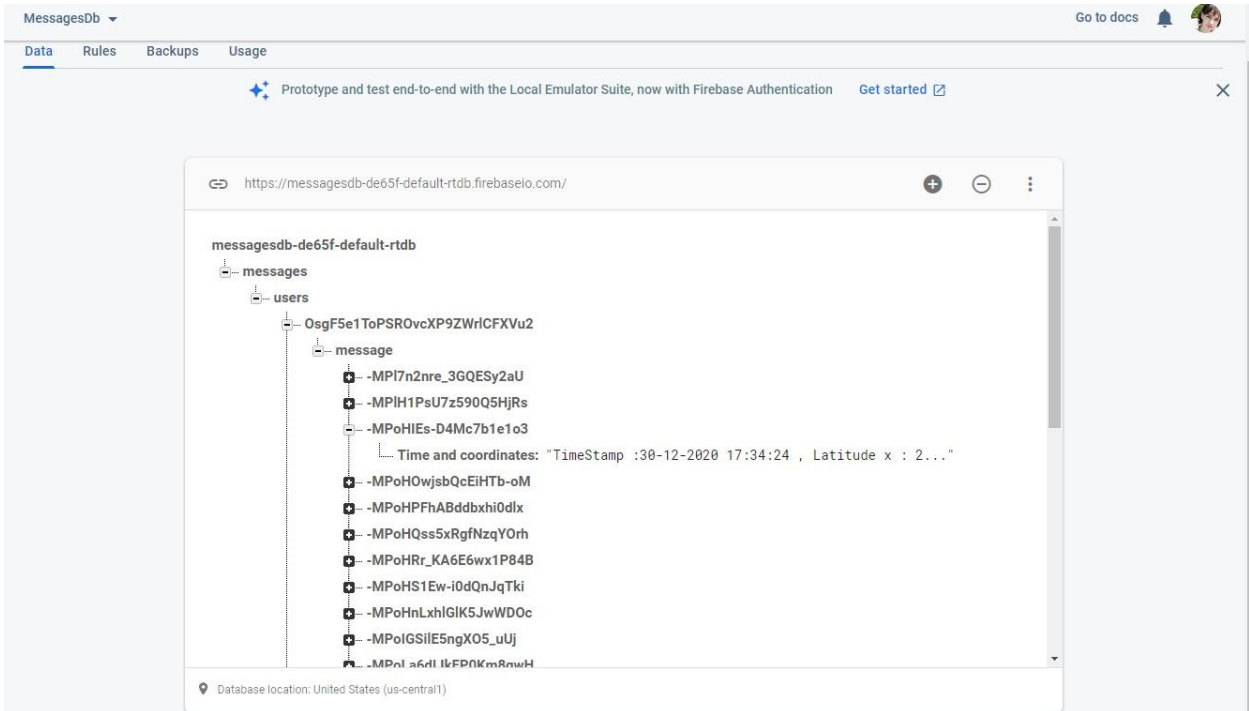 MessagesDb
Go to docs
Data Rules Backups Usage
Prototype and test end-to-end with the Local Emulator Suite, now with Firebase Authentication Get started
https://messagesdb-de65f-default-rtdb.firebaseio.com/
messagesdb-de65f-default-rtdb
messages
users
OsgF5e1ToPSROvcXP9ZWrlCFXVu2
message
-MPl7n2nre_3GQESy2aU
-MPlH1PsU7z590Q5HjRs
-MPoHIEs-D4Mc7b1e1o3
Time and coordinates: "TimeStamp :30-12-2020 17:34:24 , Latitude x : 2..."
-MPoHOwjsbQcEiHTb-oM
-MPoHPFhABddbxhi0dlx
-MPoHQss5xRgfNzqYOrh
-MPoHRr_KA6E6wx1P84B
-MPoHS1Ew-i0dQnJqTki
-MPoHnLxhlGlK5JwWDOc
-MPoIGSilE5ngXO5_uUj
Database location: United States (us-central1)